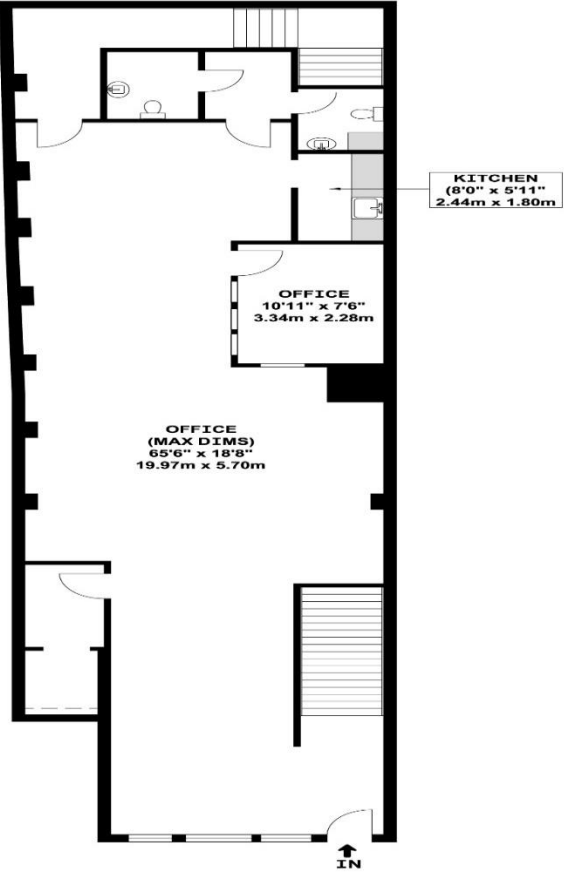 KITCHEN
(8'0" x 5'11"
2.44m x 1.80m
OFFICE
10'11" x 7'6"
3.34m x 2.28m
OFFICE
(MAX DIMS)
65'6" x 18'8"
19.97m x 5.70m
IN